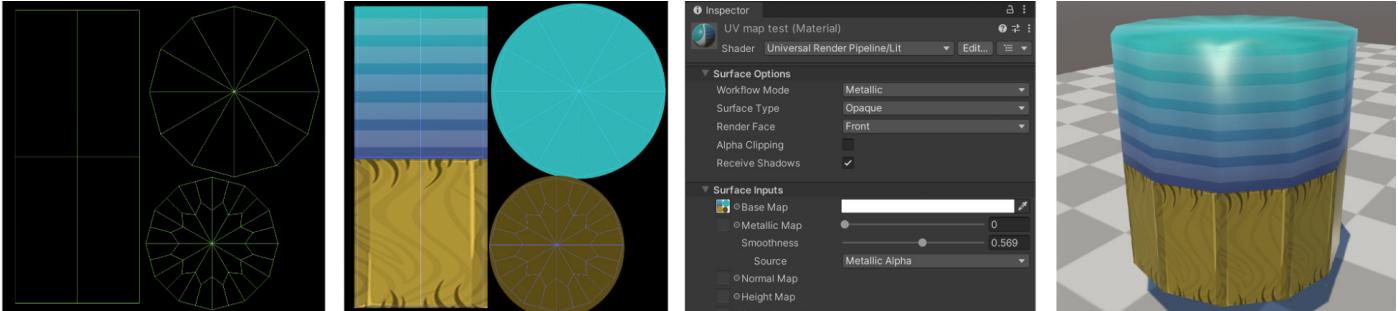 Inspector
UV map test (Material)
Shader Universal Render Pipeline/Lit Edit...
Surface Options
Workflow Mode Metallic
Surface Type Opaque
Render Face Front
Alpha Clipping
Receive Shadows
Surface Inputs
Base Map
Metallic Map 0
Smoothness 0.569
Source Metallic Alpha
Normal Map
Height Map